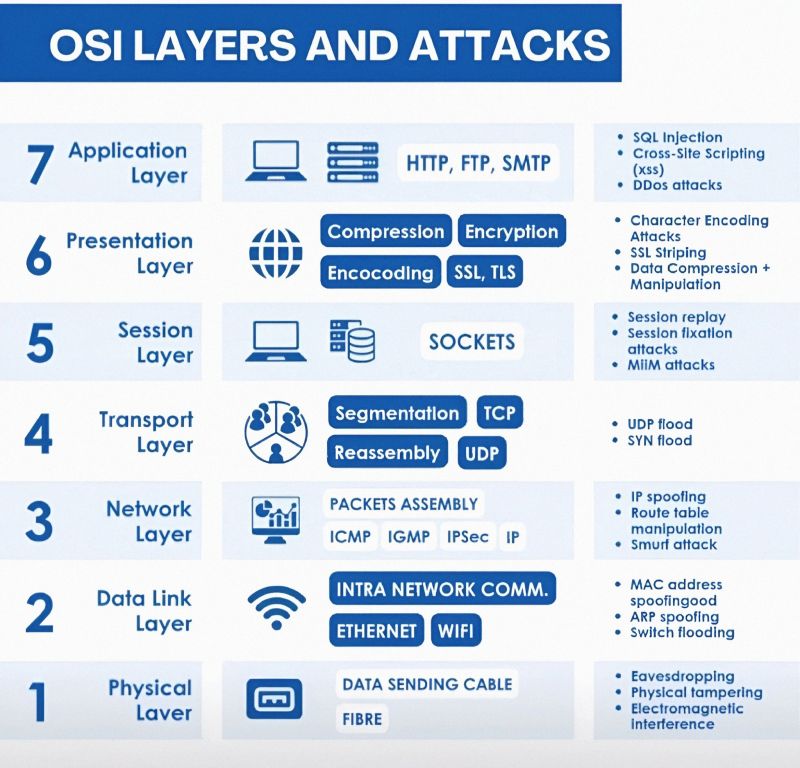 OSI LAYERS AND ATTACKS
7
Application
Layer
HTTP, FTP, SMTP
• SQL Injection
• Cross-Site Scripting
(xss)
• DDos attacks
6
Presentation
Layer
Compression
Encryption
Encocoding
SSL, TLS
• Character Encoding
Attacks
• SSL Striping
• Data Compression +
Manipulation
5
Session
Layer
SOCKETS
• Session replay
• Session fixation
attacks
• MiiM attacks
4
Transport
Layer
Segmentation
TCP
Reassembly
UDP
• UDP flood
• SYN flood
3
Network
Layer
PACKETS ASSEMBLY
ICMP
IGMP
IPSec
IP
• IP spoofing
• Route table
manipulation
• Smurf attack
2
Data Link
Layer
INTRA NETWORK COMM.
ETHERNET
WIFI
• MAC address
spoofingood
• ARP spoofing
• Switch flooding
1
Physical
Laver
DATA SENDING CABLE
FIBRE
• Eavesdropping
• Physical tampering
• Electromagnetic
interference